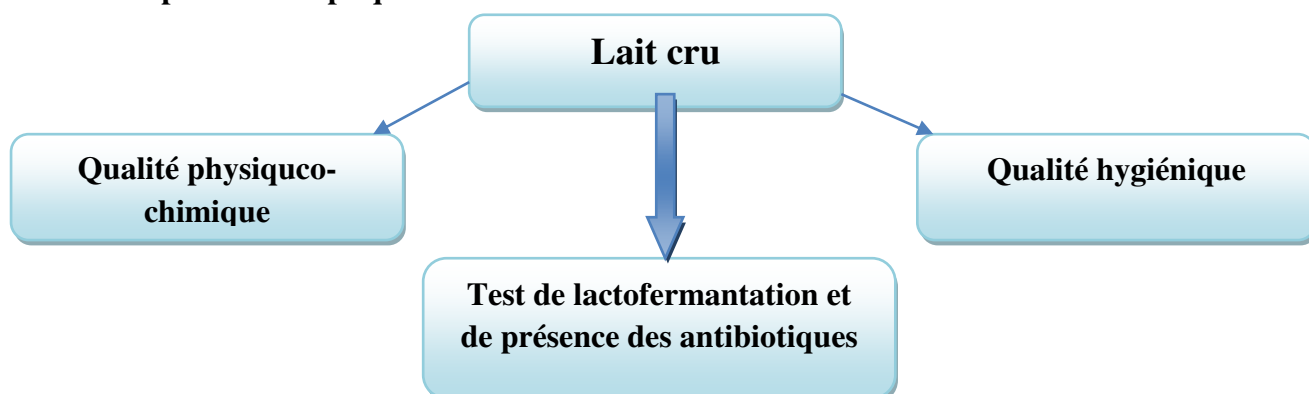 Lait cru
Qualité physiquco-
chimique
Qualité hygiénique
Test de lactofermantation et
de présence des antibiotiques